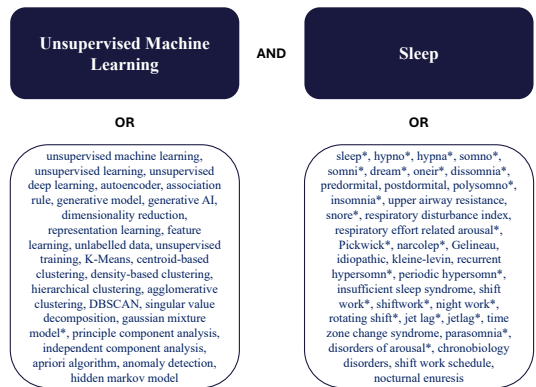 Unsupervised Machine
Learning
AND
Sleep
OR
OR
unsupervised machine learning,
unsupervised learning, unsupervised
deep learning, autoencoder, association
rule, generative model, generative AI,
dimensionality reduction,
representation learning, feature
learning, unlabelled data, unsupervised
training, K-Means, centroid-based
clustering, density-based clustering,
hierarchical clustering, agglomerative
clustering, DBSCAN, singular value
decomposition, gaussian mixture
model*, principle component analysis,
independent component analysis,
apriori algorithm, anomaly detection,
hidden markov model
sleep*, hypno*, hypna*, somno*,
somni*, dream*, oneir*, dissomnia*,
predormital, postdormital, polysomno*,
insomnia*, upper airway resistance,
snore*, respiratory disturbance index,
respiratory effort related arousal*,
Pickwick*, narcolep*, Gelineau,
idiopathic, kleine-levin, recurrent
hypersomn*, periodic hypersomn*,
insufficient sleep syndrome, shift
work*, shiftwork*, night work*,
rotating shift*, jet lag*, jetlag*, time
zone change syndrome, parasomnia*,
disorders of arousal*, chronobiology
disorders, shift work schedule,
nocturnal enuresis